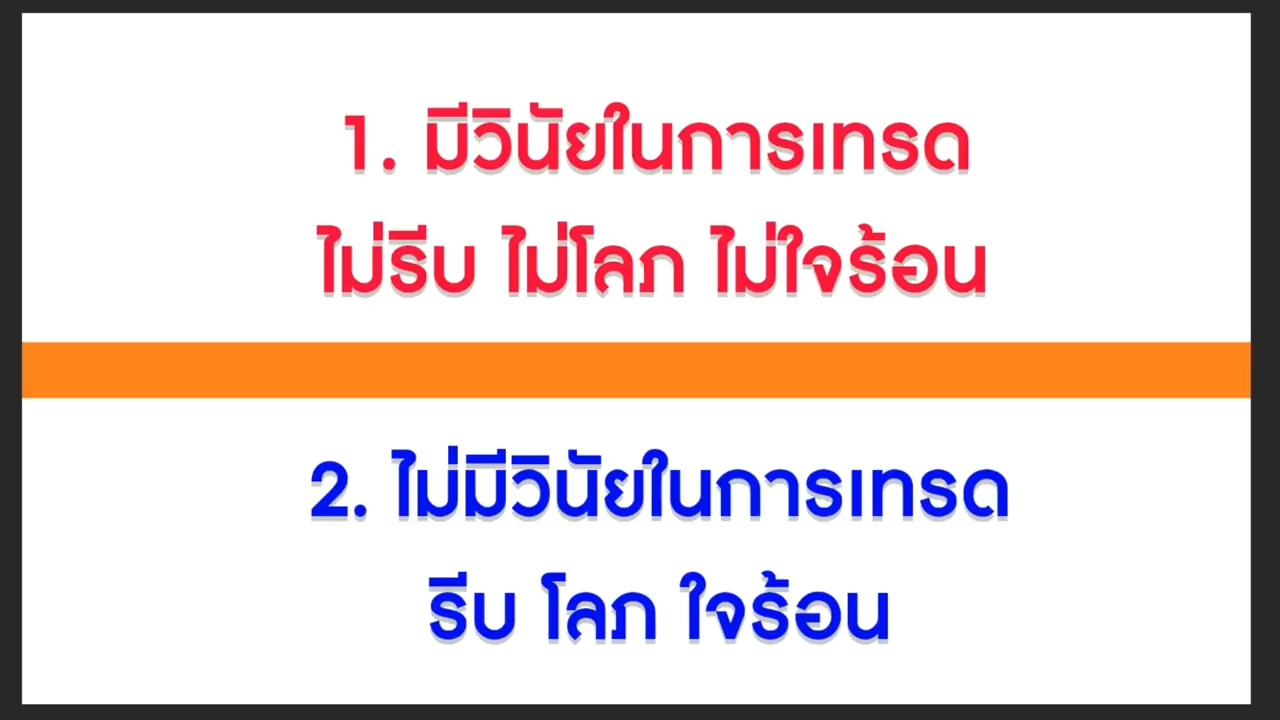 1. มีวินัยในการเทรด
ไม่รีบ ไม่โลภ ไม่ใจร้อน
2. ไม่มีวินัยในการเทรด
รีบ โลภ ใจร้อน